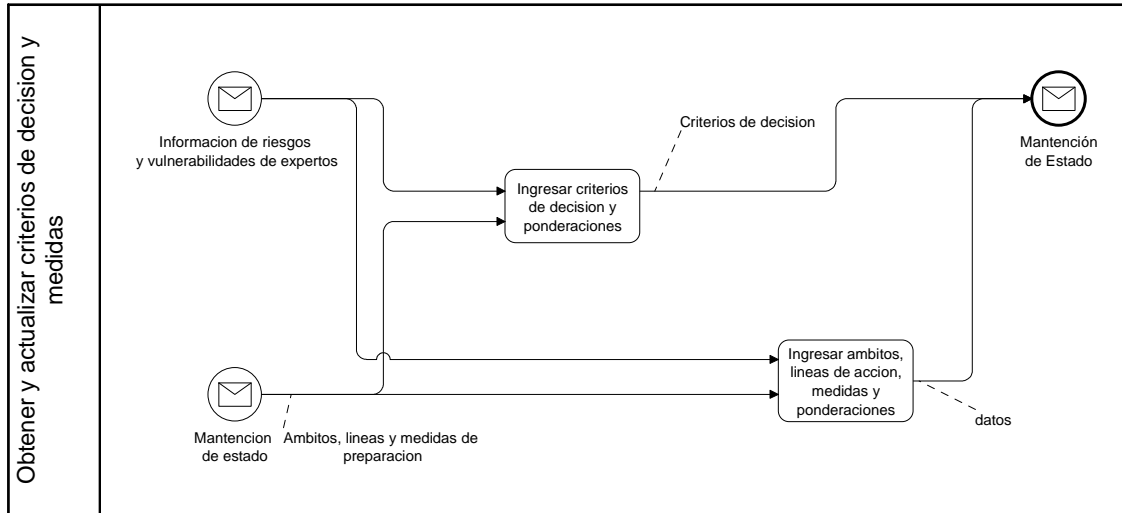 Obtener y actualizar criterios de decision y
medidas
Informacion de riesgos
y vulnerabilidades de expertos
Criterios de decision
Mantención
de Estado
Ingresar criterios
de decision y
ponderaciones
Ingresar ambitos,
lineas de accion,
medidas y
ponderaciones
Mantencion
de estado
Ambitos, lineas y medidas de
preparacion
datos